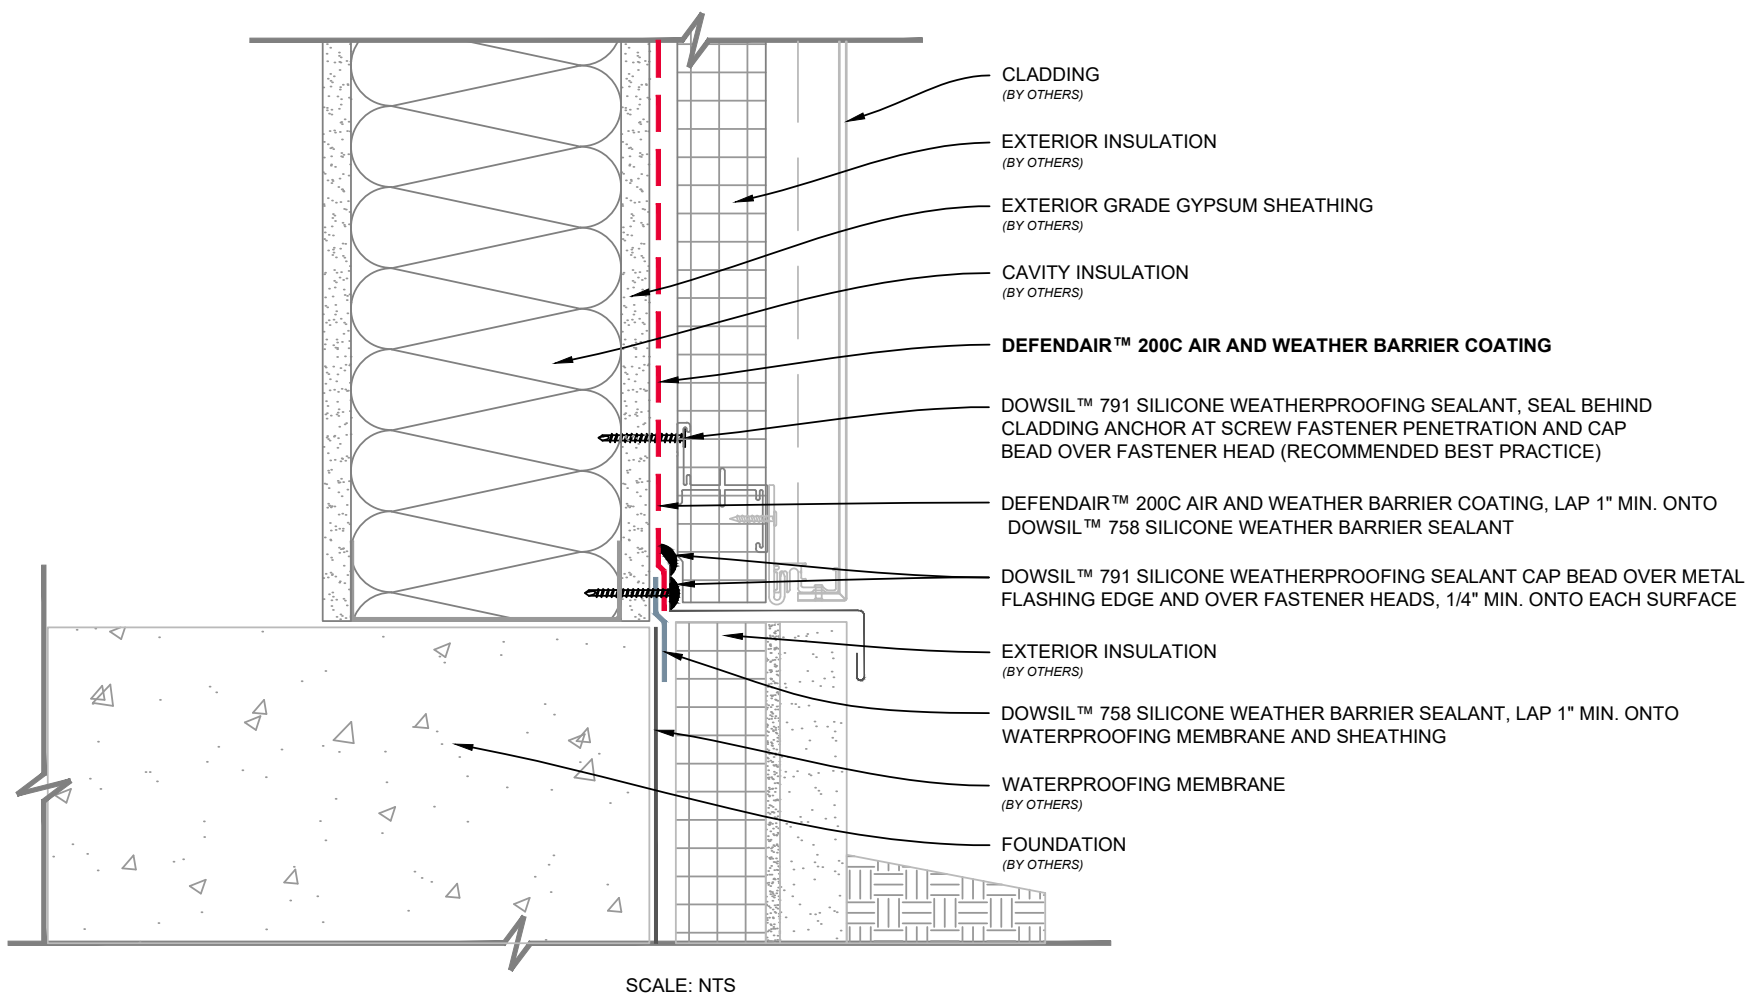 CLADDING
(BY OTHERS)
EXTERIOR INSULATION
(BY OTHERS)
EXTERIOR GRADE GYPSUM SHEATHING
(BY OTHERS)
CAVITY INSULATION
(BY OTHERS)
DEFENDAIR™ 200C AIR AND WEATHER BARRIER COATING
DOWSIL™ 791 SILICONE WEATHERPROOFING SEALANT, SEAL BEHIND
CLADDING ANCHOR AT SCREW FASTENER PENETRATION AND CAP
BEAD OVER FASTENER HEAD (RECOMMENDED BEST PRACTICE)
DEFENDAIR™ 200C AIR AND WEATHER BARRIER COATING, LAP 1" MIN. ONTO
DOWSIL™ 758 SILICONE WEATHER BARRIER SEALANT
DOWSIL™ 791 SILICONE WEATHERPROOFING SEALANT CAP BEAD OVER METAL
FLASHING EDGE AND OVER FASTENER HEADS, 1/4" MIN. ONTO EACH SURFACE
EXTERIOR INSULATION
(BY OTHERS)
DOWSIL™ 758 SILICONE WEATHER BARRIER SEALANT, LAP 1" MIN. ONTO
WATERPROOFING MEMBRANE AND SHEATHING
WATERPROOFING MEMBRANE
(BY OTHERS)
FOUNDATION
(BY OTHERS)
SCALE: NTS